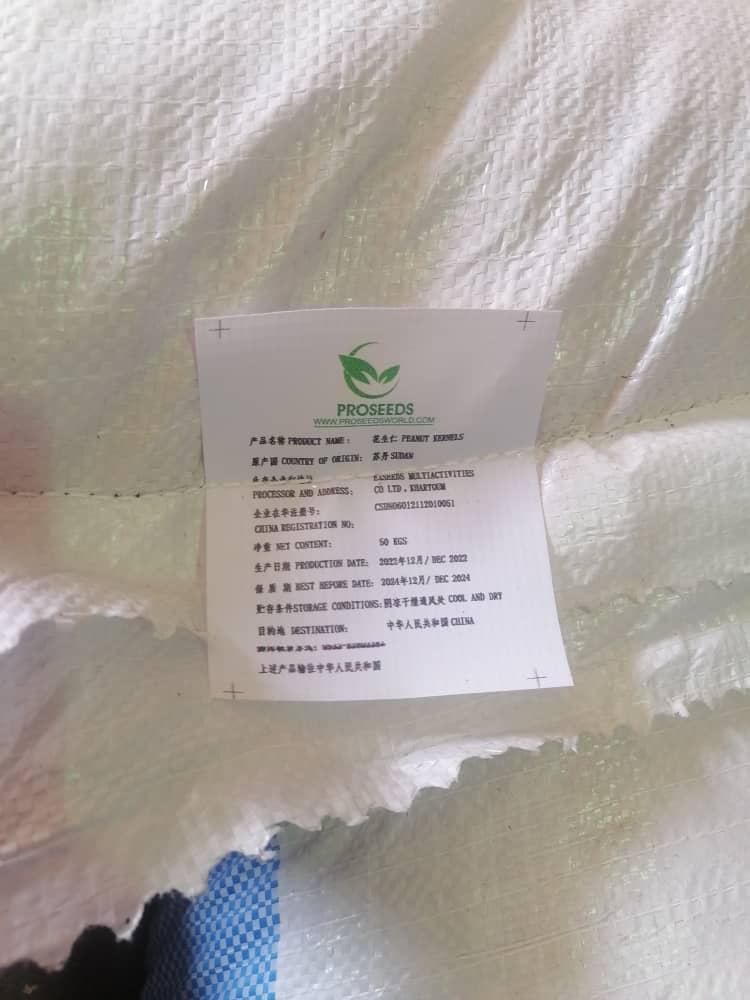 PROSEEDS
WWW.PROSEEDSWORLD.COM
产品名称 PRODUCT NAME: 花生仁 PEANUT KERNELS
原产国 COUNTRY OF ORIGIN: 苏丹 SUDAN
PROCESSOR AND ADDRESS: MULTIACTIVITIES
CO LTD, KHARTOUM
企业在华注册号: CSDN06012112010051
CHINA REGISTRATION NO:
净重 NET CONTENT: 50 KGS
生产日期 PRODUCTION DATE: 2022年12月/ DEC 2022
保 质 期 BEST BEFORE DATE: 2024年12月/ DEC 2024
贮存条件STORAGE CONDITIONS: 阴凉干燥通风处 COOL AND DRY
目的地 DESTINATION: 中华人民共和国 CHINA
上述产品输往中华人民共和国